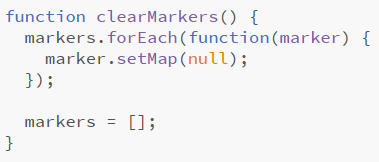 function clearMarkers() {
  markers.forEach(function(marker) {
    marker.setMap(null);
  });

  markers = [];
}